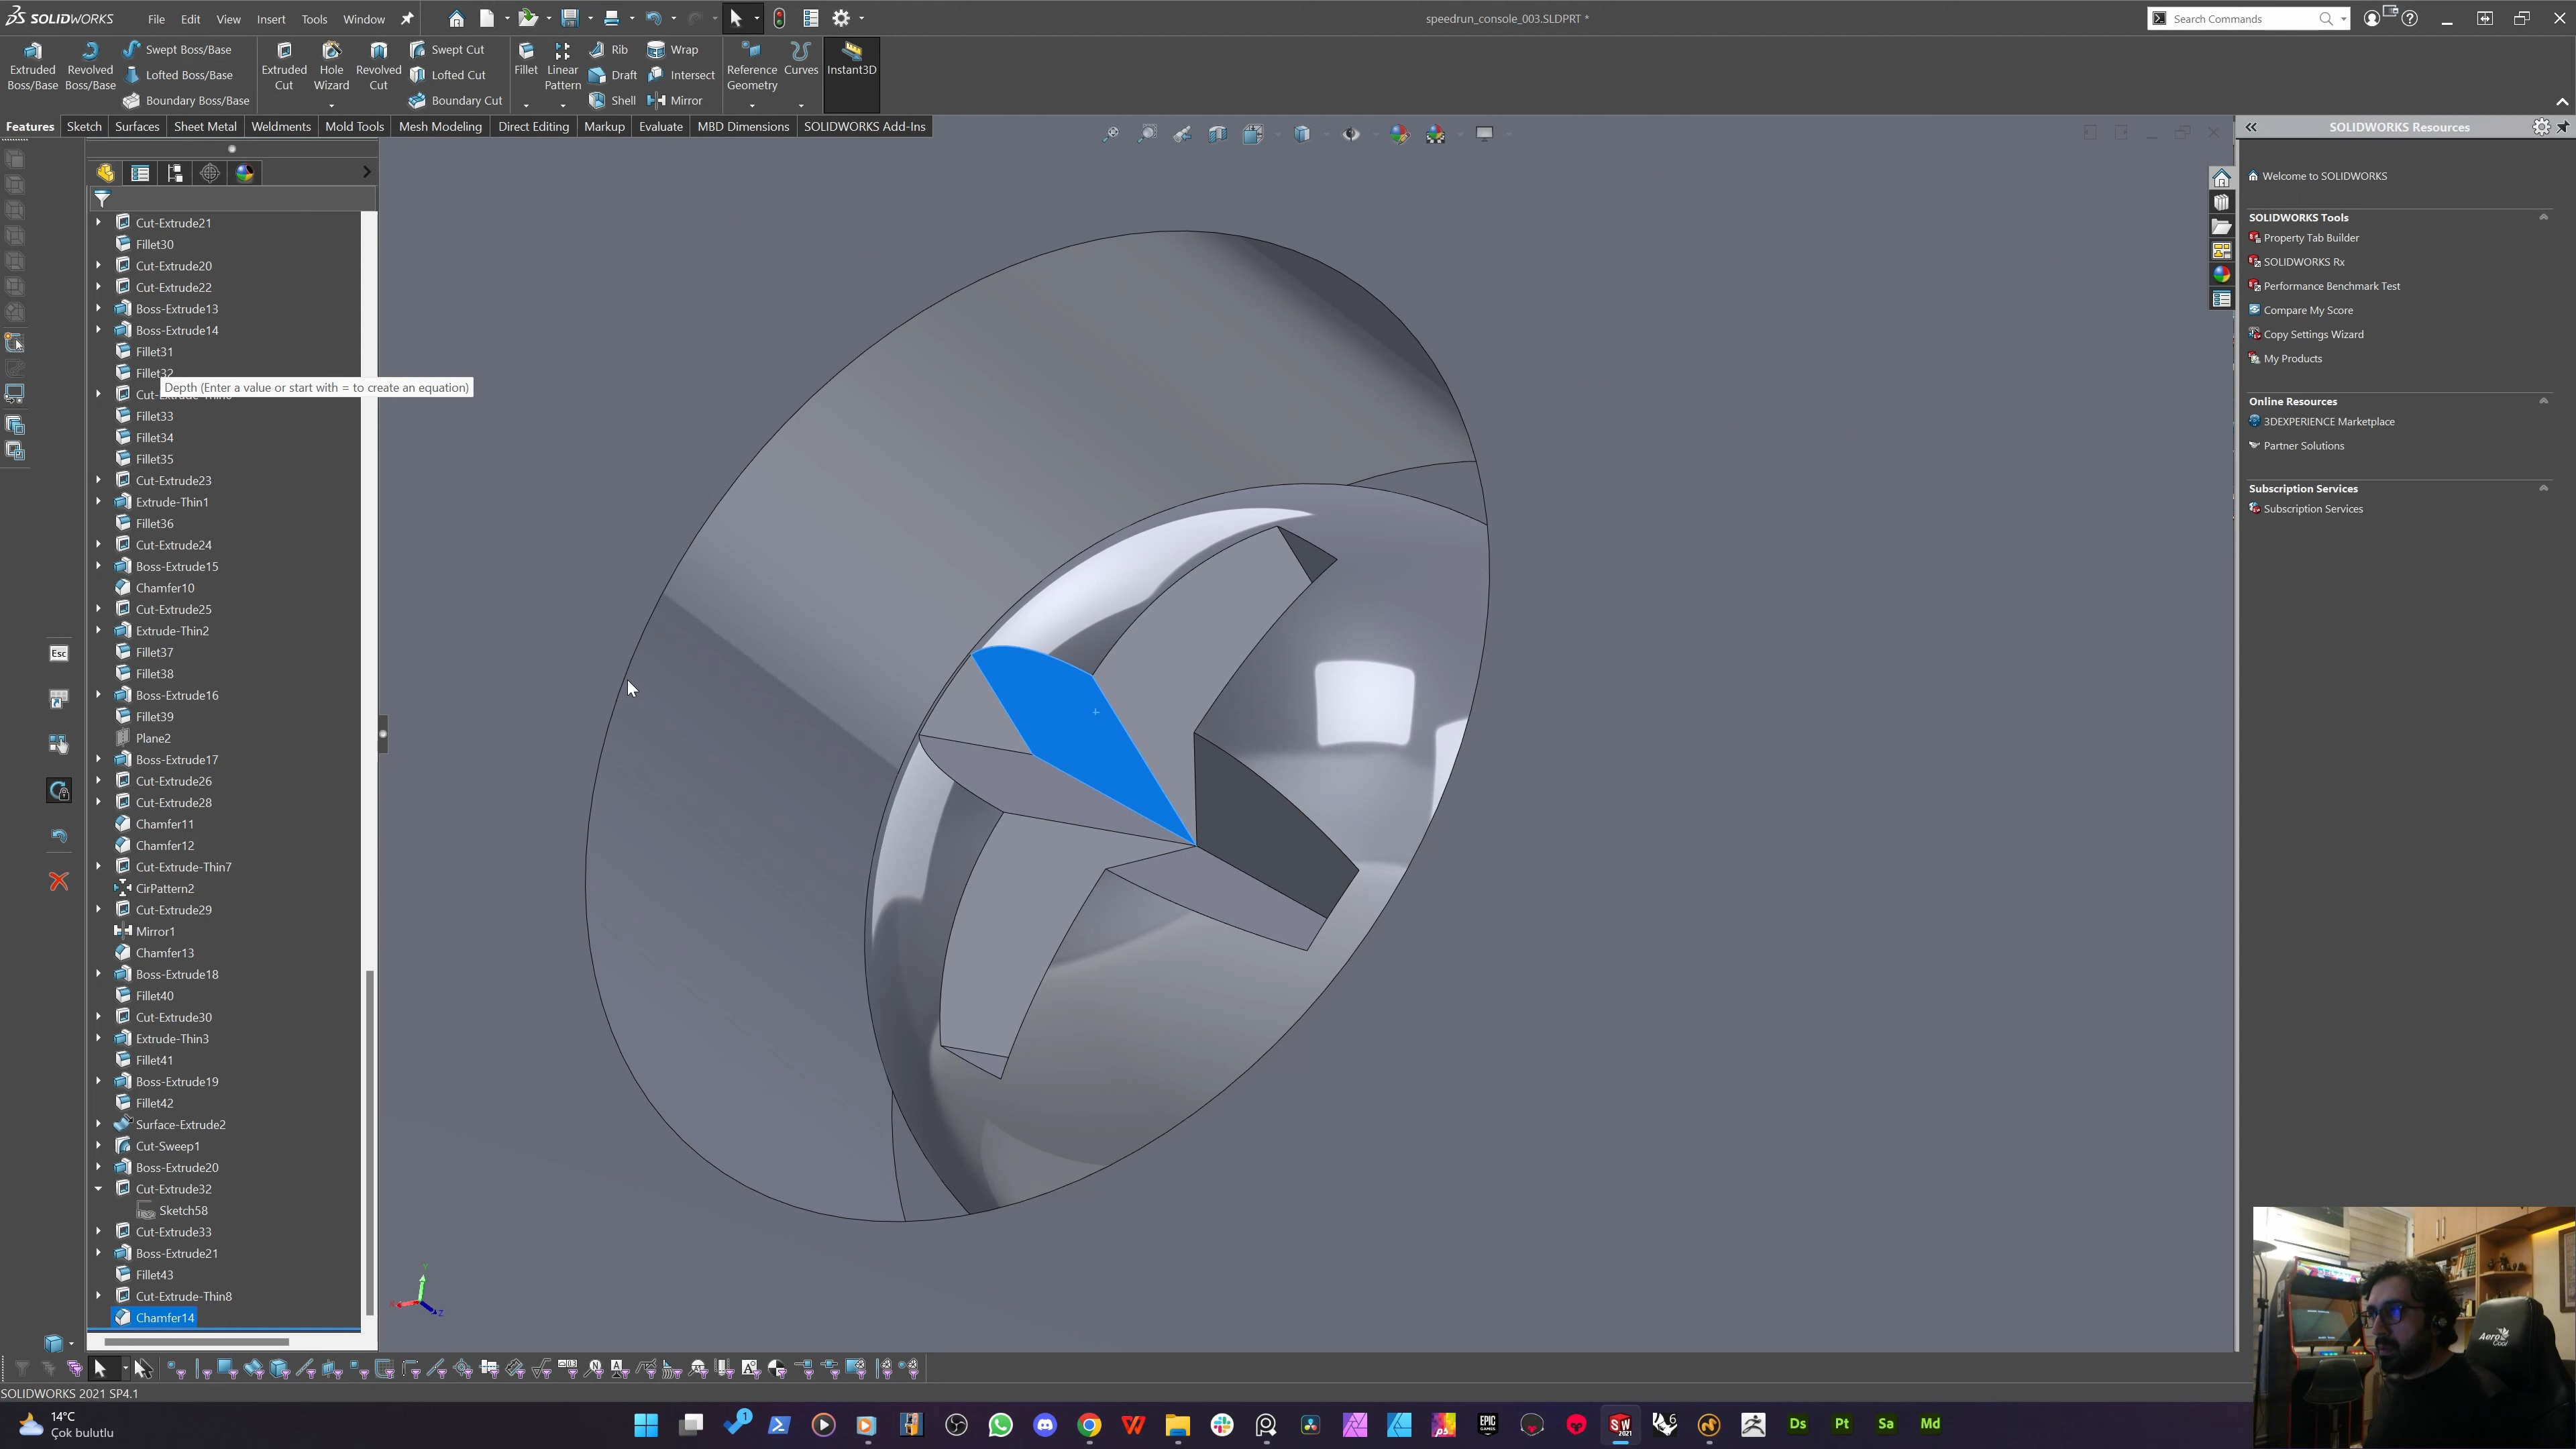 SOLIDWORKS
File Edit View Insert Tools Window
speedrun_console_003.SLDPRT *
Search Commands
Extruded Boss/Base
Revolved Boss/Base
Swept Boss/Base
Lofted Boss/Base
Boundary Boss/Base
Extruded Cut
Hole Wizard
Revolved Cut
Swept Cut
Lofted Cut
Boundary Cut
Fillet
Linear Pattern
Rib
Draft
Shell
Wrap
Intersect
Mirror
Reference Geometry
Curves
Instant3D
Features Sketch Surfaces Sheet Metal Weldments Mold Tools Mesh Modeling Direct Editing Markup Evaluate MBD Dimensions SOLIDWORKS Add-Ins
SOLIDWORKS Resources
Welcome to SOLIDWORKS
SOLIDWORKS Tools
Property Tab Builder
SOLIDWORKS Rx
Performance Benchmark Test
Compare My Score
Copy Settings Wizard
My Products
Online Resources
3DEXPERIENCE Marketplace
Partner Solutions
Subscription Services
Subscription Services
Cut-Extrude21
Fillet30
Cut-Extrude20
Cut-Extrude22
Boss-Extrude13
Boss-Extrude14
Fillet31
Fillet32
Depth (Enter a value or start with = to create an equation)
Fillet33
Fillet34
Fillet35
Cut-Extrude23
Extrude-Thin1
Fillet36
Cut-Extrude24
Boss-Extrude15
Chamfer10
Cut-Extrude25
Extrude-Thin2
Fillet37
Esc
Fillet38
Boss-Extrude16
Fillet39
Plane2
Boss-Extrude17
Cut-Extrude26
Cut-Extrude28
Chamfer11
Chamfer12
Cut-Extrude-Thin7
CirPattern2
Cut-Extrude29
Mirror1
Chamfer13
Boss-Extrude18
Fillet40
Cut-Extrude30
Extrude-Thin3
Fillet41
Boss-Extrude19
Fillet42
Surface-Extrude2
Cut-Sweep1
Boss-Extrude20
Cut-Extrude32
Sketch58
Cut-Extrude33
Boss-Extrude21
Fillet43
Cut-Extrude-Thin8
Chamfer14
SOLIDWORKS 2021 SP4.1
14°C
Çok bulutlu
1
EPIC GAMES
SW 2021
Ds Pt Sa Md
Aero Cool